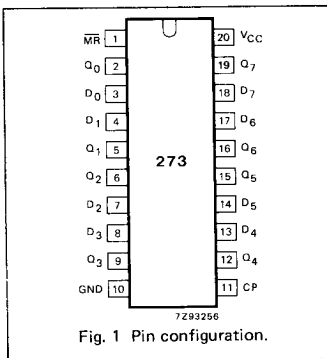 M̅R̅ 1 20 VCC
Q0 2 19 Q7
D0 3 18 D7
D1 4 17 D6
Q1 5 16 Q6
273
Q2 6 15 Q5
D2 7 14 D5
D3 8 13 D4
Q3 9 12 Q4
GND 10 11 CP
7Z93256
Fig. 1 Pin configuration.